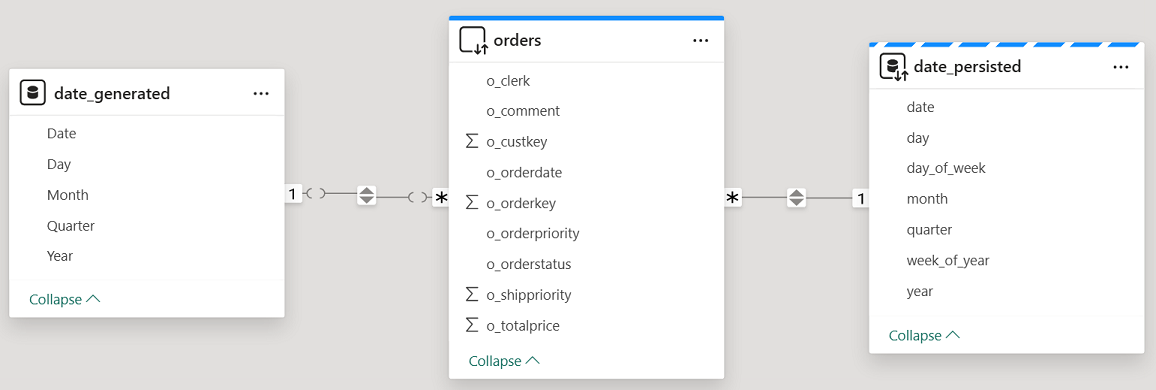 date_generated
Date
Day
Month
Quarter
Year
Collapse
1
*
orders
o_clerk
o_comment
Σ o_custkey
o_orderdate
Σ o_orderkey
o_orderpriority
o_orderstatus
Σ o_shippriority
Σ o_totalprice
Collapse
*
1
date_persisted
date
day
day_of_week
month
quarter
week_of_year
year
Collapse